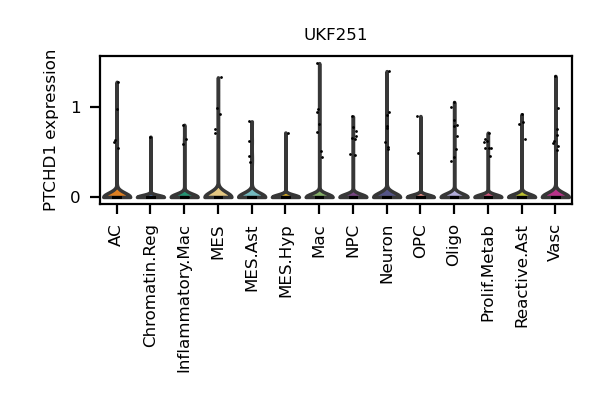 UKF251
PTCHD1 expression
1
0
AC
Chromatin.Reg
Inflammatory.Mac
MES
MES.Ast
MES.Hyp
Mac
NPC
Neuron
OPC
Oligo
Prolif.Metab
Reactive.Ast
Vasc